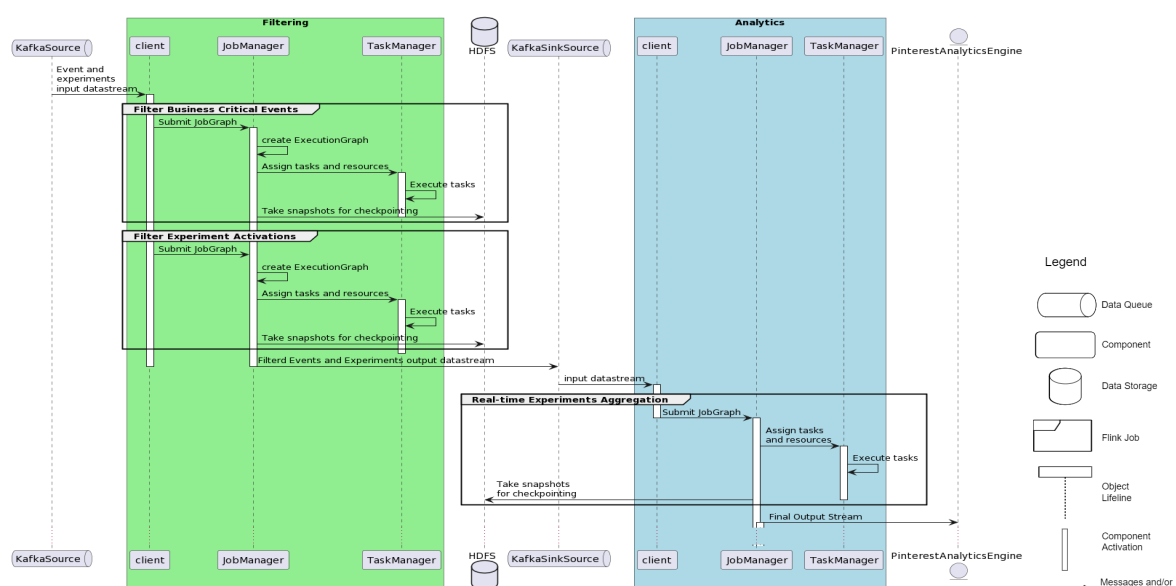 Filtering
Analytics
KafkaSource
client
JobManager
TaskManager
HDFS
KafkaSinkSource
client
JobManager
TaskManager
PinterestAnalyticsEngine
Event and
experiments
input datastream
Filter Business Critical Events
Submit JobGraph
create ExecutionGraph
Assign tasks and resources
Execute tasks
Take snapshots for checkpointing
Filter Experiment Activations
Submit JobGraph
create ExecutionGraph
Assign tasks and resources
Execute tasks
Take snapshots for checkpointing
Filterd Events and Experiments output datastream
input datastream
Real-time Experiments Aggregation
Submit JobGraph
Assign tasks
and resources
Execute tasks
Take snapshots
for checkpointing
Final Output Stream
KafkaSource
client
JobManager
TaskManager
HDFS
KafkaSinkSource
client
JobManager
TaskManager
PinterestAnalyticsEngine
Legend
Data Queue
Component
Data Storage
Flink Job
Object
Lifeline
Component
Activation
Messages and/or